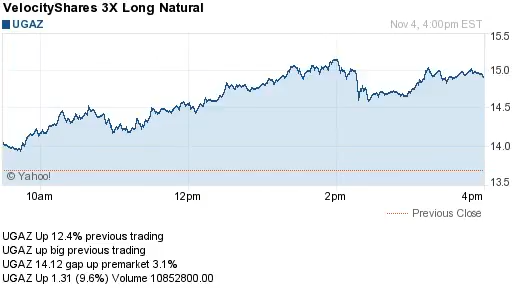 VelocityShares 3X Long Natural
UGAZ
Nov 4, 4:00pm EST
15.5
15.0
14.5
14.0
13.5
© Yahoo!
10am 12pm 2pm 4pm
Previous Close
UGAZ Up 12.4% previous trading
UGAZ up big previous trading
UGAZ 14.12 gap up premarket 3.1%
UGAZ Up 1.31 (9.6%) Volume 10852800.00